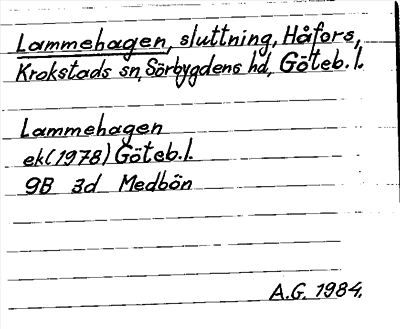 Lammehagen, sluttning, Håfors,
Krokstads sn, Sörbygdens hd, Göteb.l.
Lammehagen
ek(1978) Göteb.l.
9B 3d Medbön
A.G. 1984.